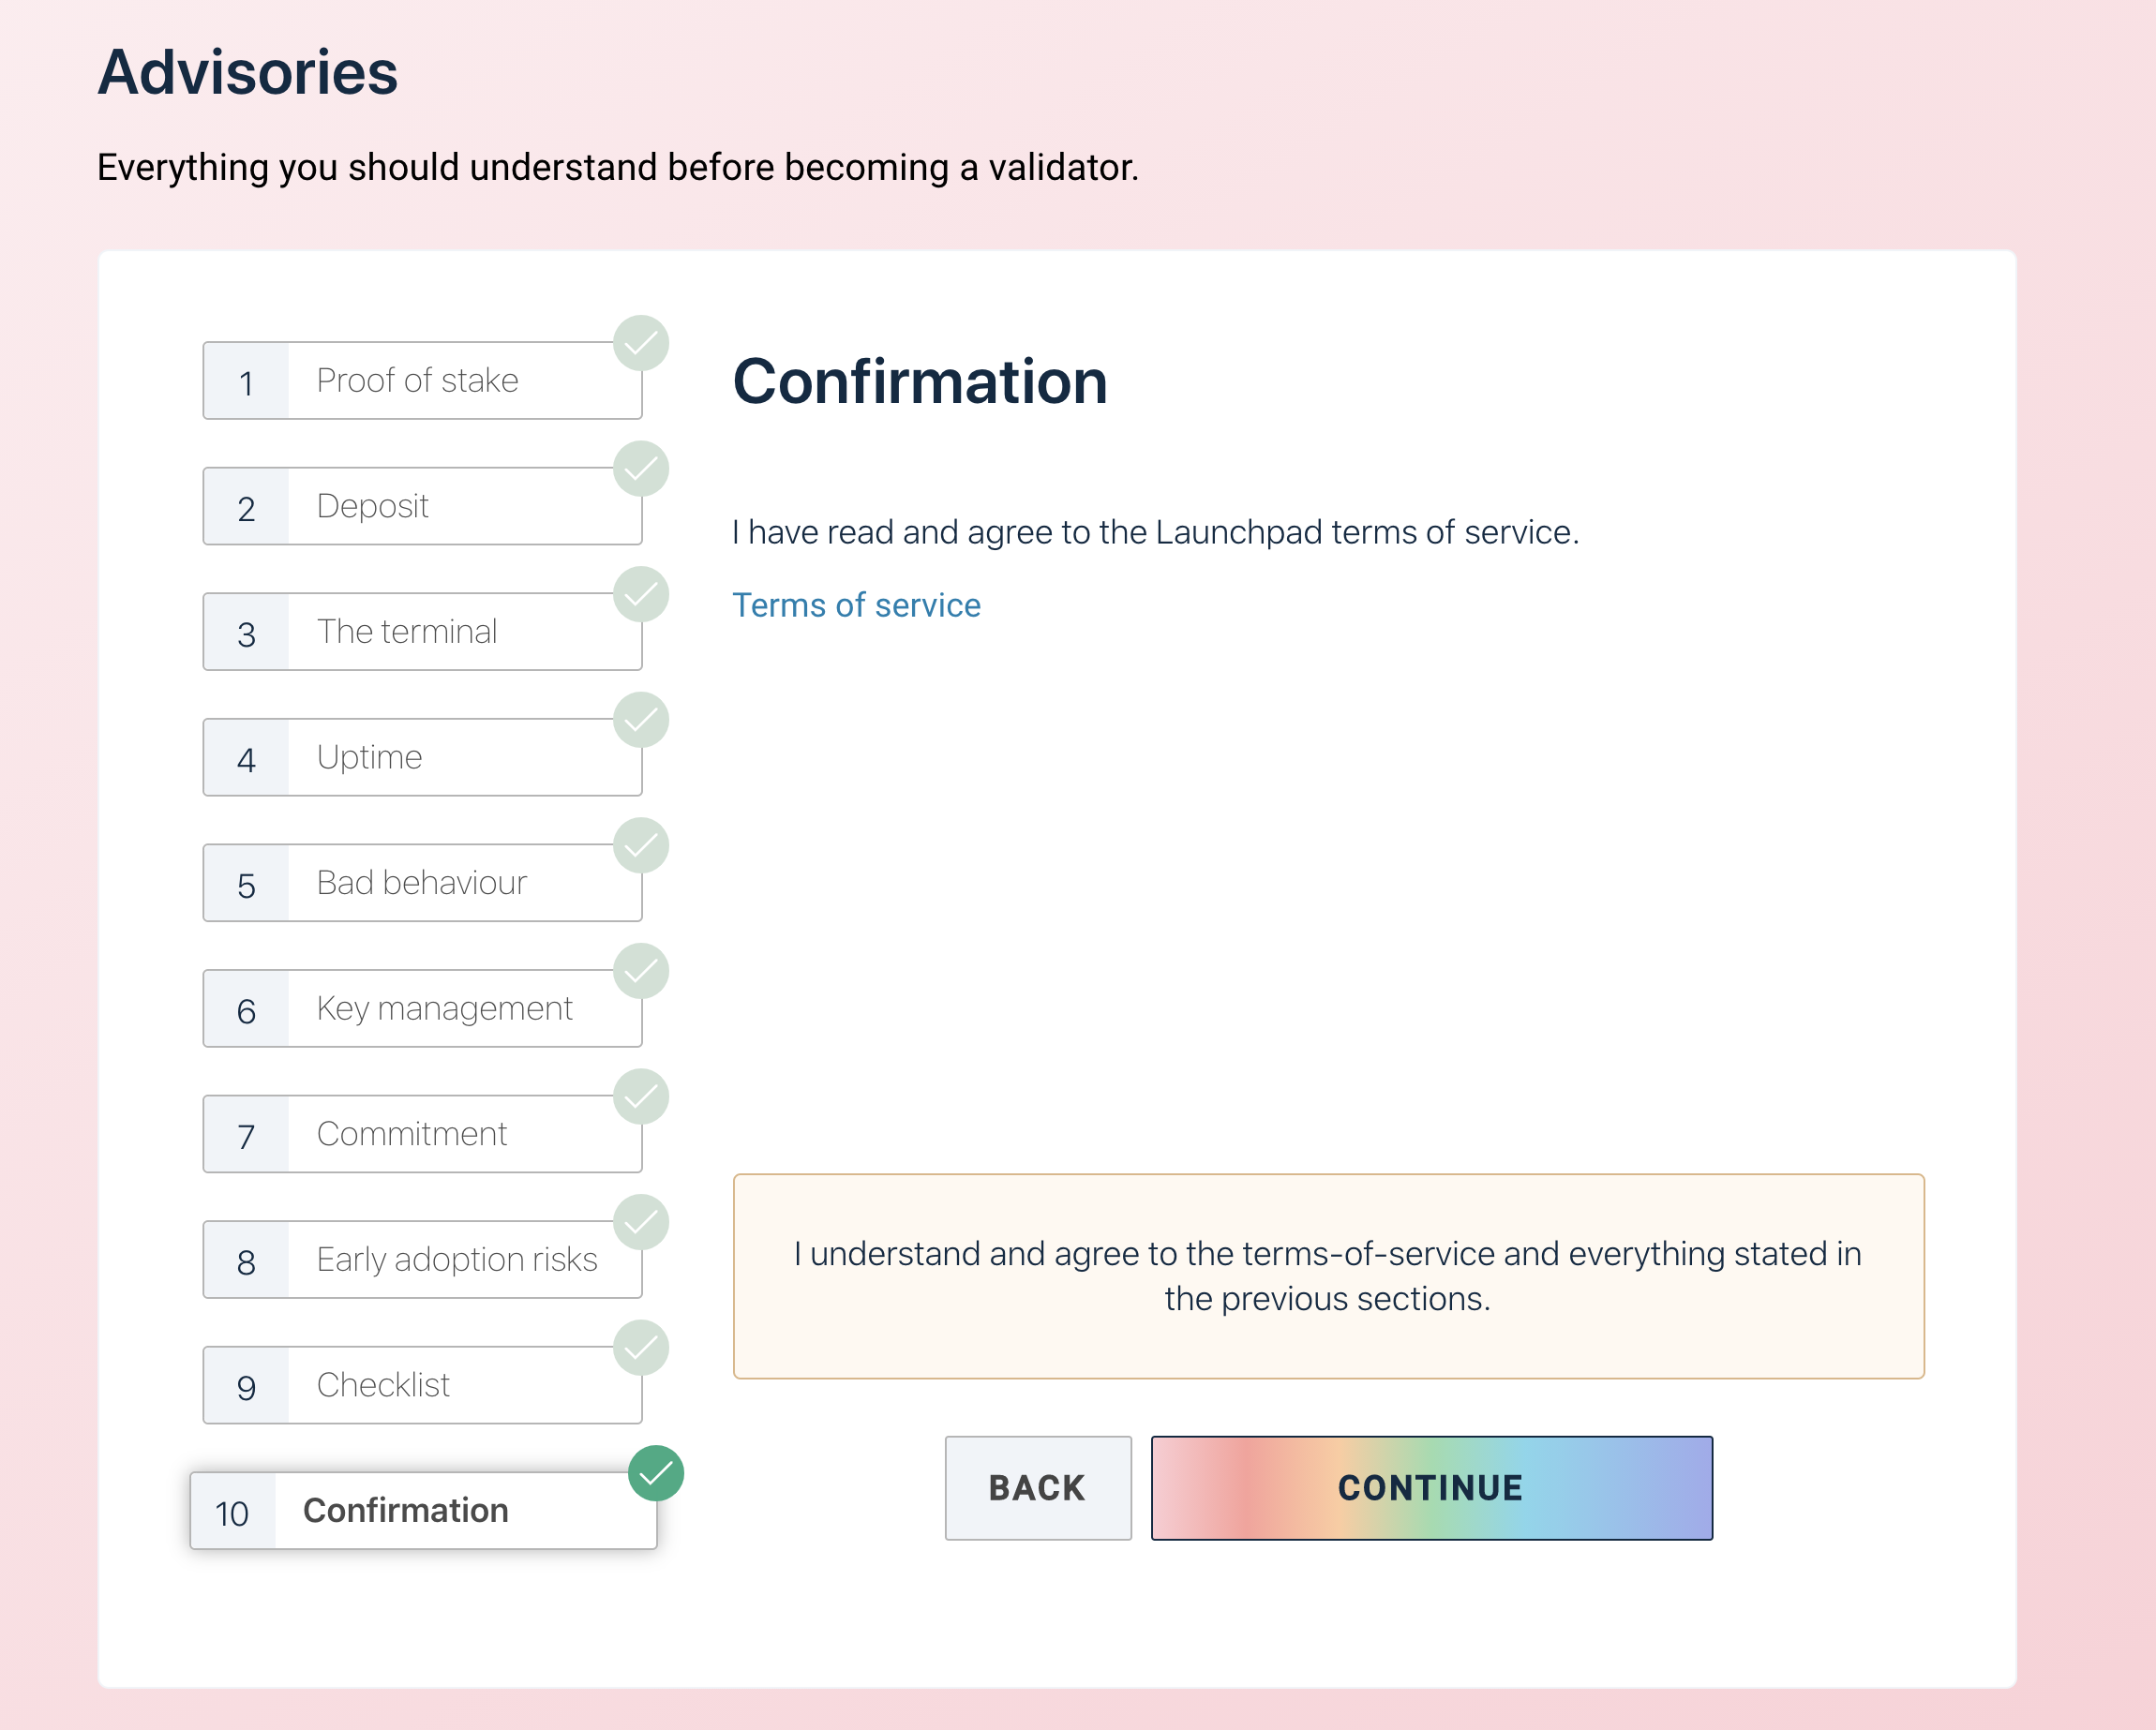 Advisories
Everything you should understand before becoming a validator.
1 Proof of stake
2 Deposit
3 The terminal
4 Uptime
5 Bad behaviour
6 Key management
7 Commitment
8 Early adoption risks
9 Checklist
10 Confirmation
Confirmation
I have read and agree to the Launchpad terms of service.
Terms of service
I understand and agree to the terms-of-service and everything stated in
the previous sections.
BACK
CONTINUE